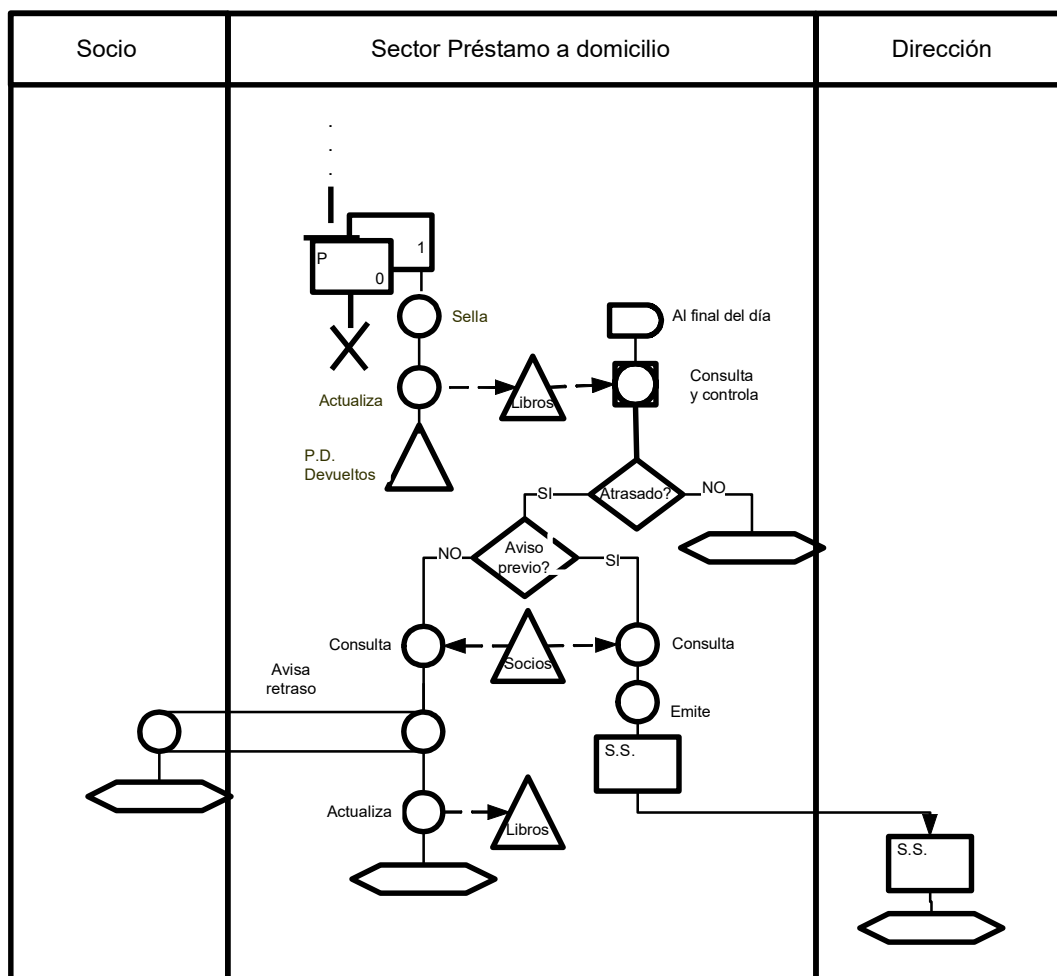 Socio
Sector Préstamo a domicilio
Dirección
1
P
0
Sella
Al final del día
Actualiza
Libros
Consulta
y controla
P.D.
Devueltos
SI
Atrasado?
NO
NO
Aviso
previo?
SI
Consulta
Socios
Consulta
Avisa
retraso
Emite
S.S.
Actualiza
Libros
S.S.